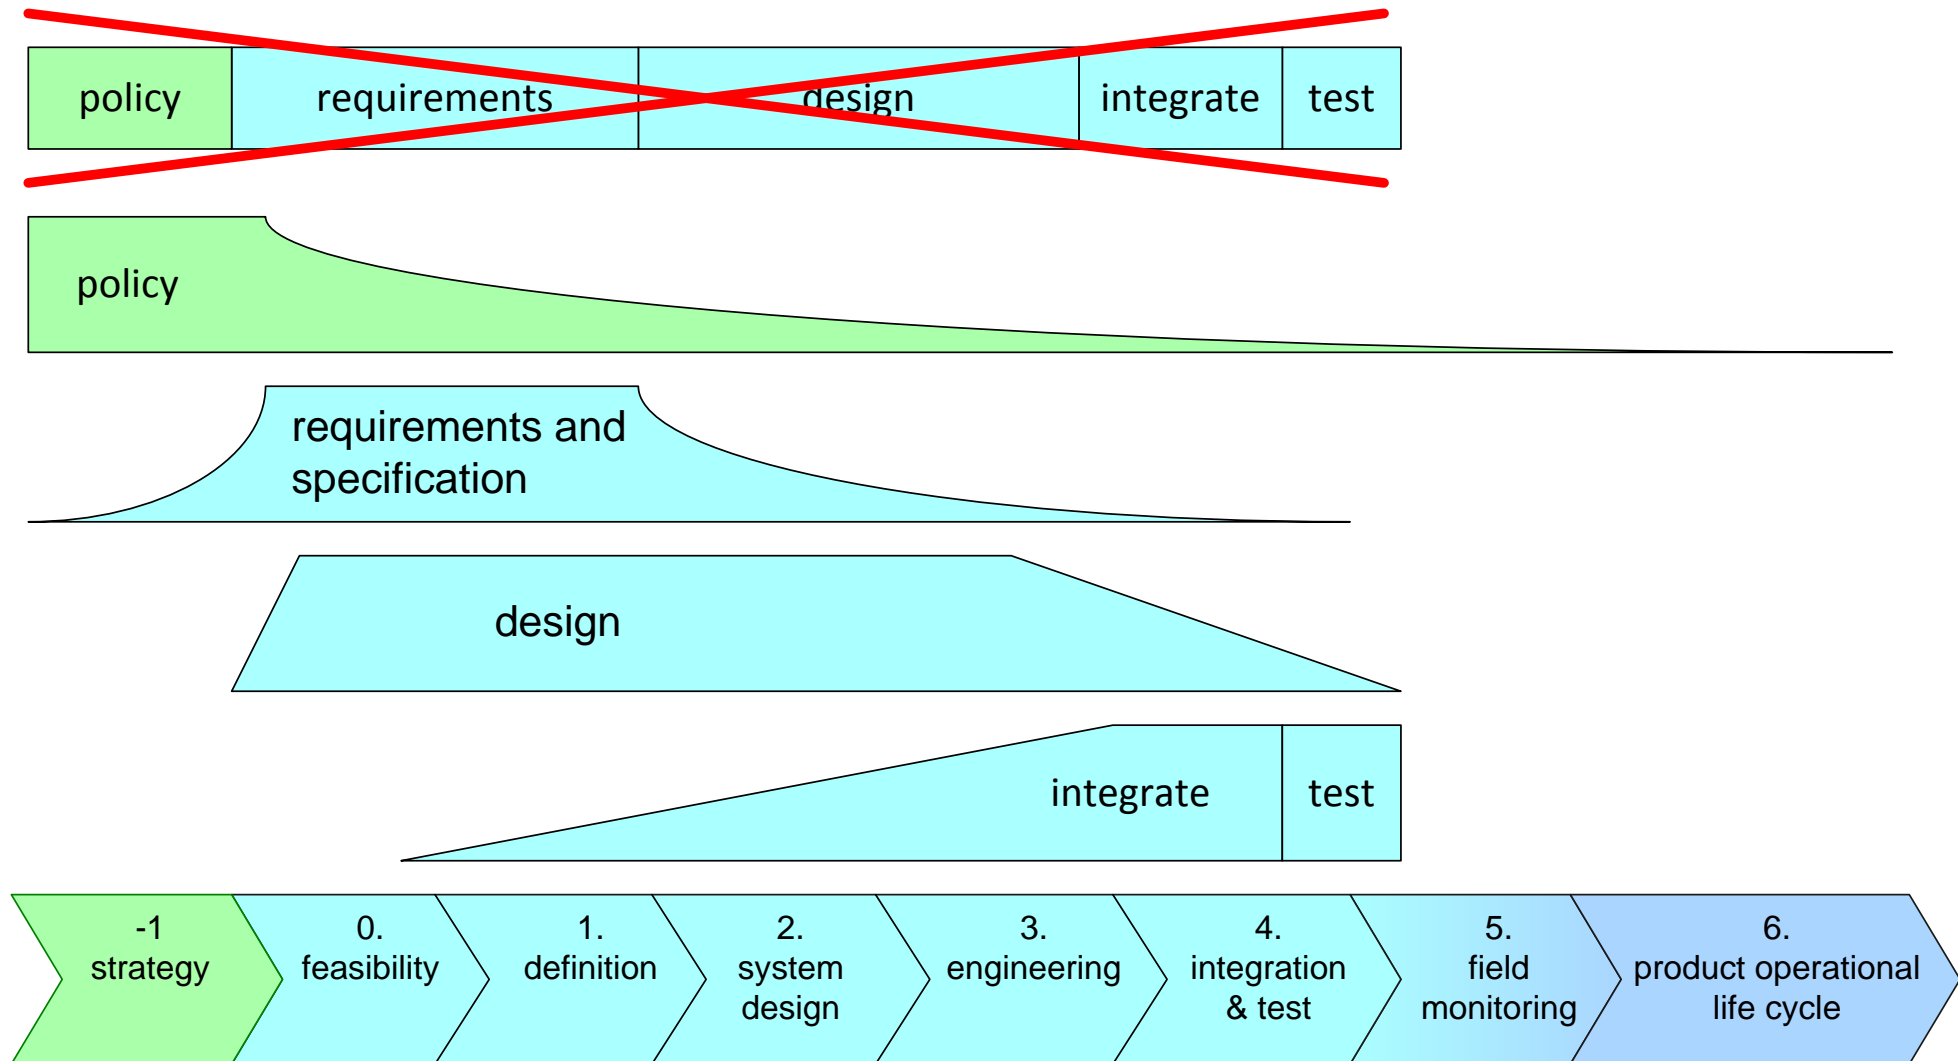 policy
requirements
design
integrate
test
policy
requirements and
specification
design
integrate
test
-1
strategy
0.
feasibility
1.
definition
2.
system
design
3.
engineering
4.
integration
& test
5.
field
monitoring
6.
product operational
life cycle